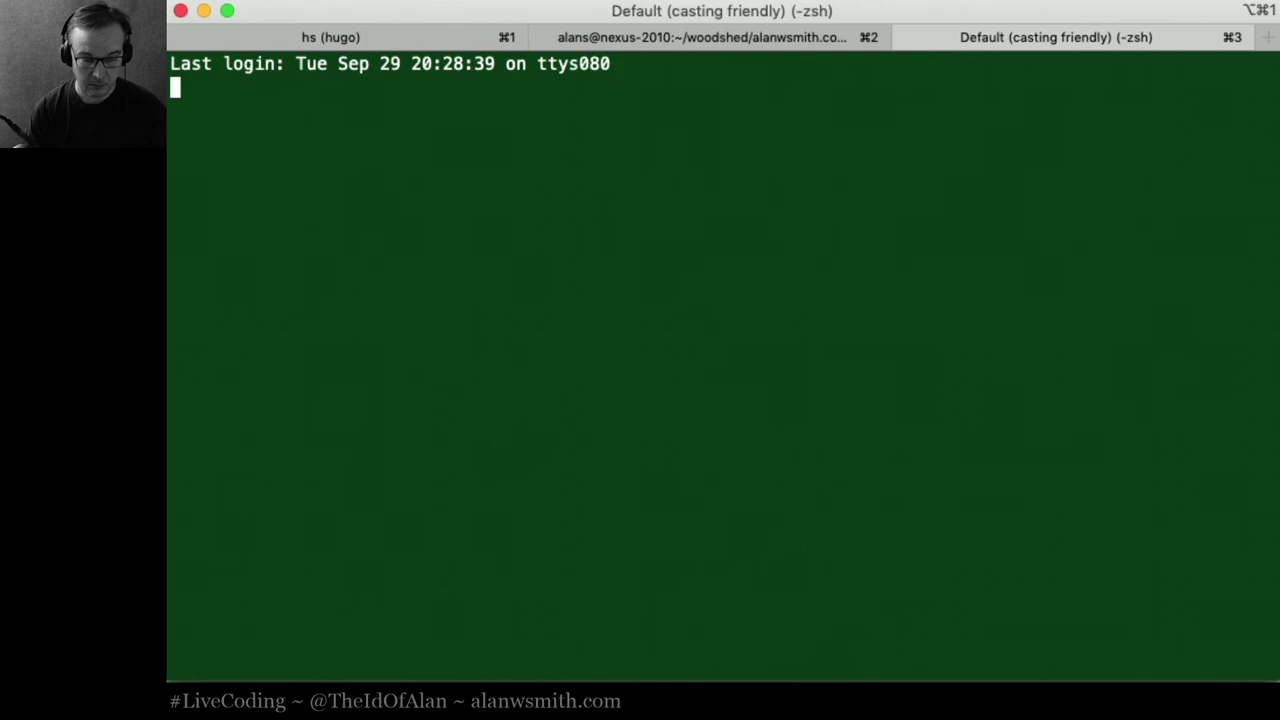 Default (casting friendly) (-zsh)
⌥⌘1
hs (hugo) ⌘1
alans@nexus-2010:~/woodshed/alanwsmith.co... ⌘2
Default (casting friendly) (-zsh) ⌘3
Last login: Tue Sep 29 20:28:39 on ttys080
#LiveCoding ~ @TheIdOfAlan ~ alanwsmith.com